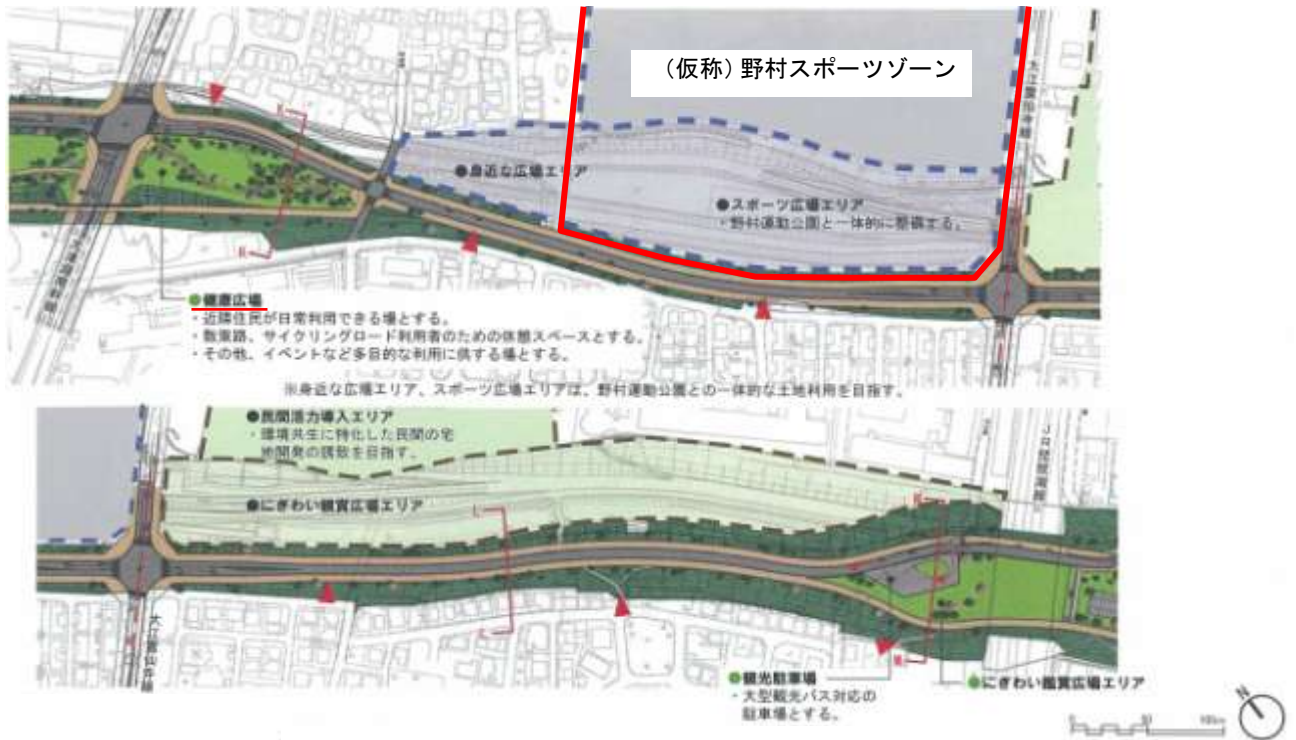 (仮称)野村スポーツゾーン
●身近な広場エリア
●スポーツ広場エリア
・野村運動公園と一体的に整備する。
●健康広場
・近隣住民が日常利用できる場とする。
・散策路、サイクリングロード利用者のための休憩スペースとする。
・その他、イベントなど多目的な利用に供する場とする。
※身近な広場エリア、スポーツ広場エリアは、野村運動公園との一体的な土地利用を目指す。
●民間活力導入エリア
・環境共生に特化した民間の宅
地開発の誘致を目指す。
●にぎわい鑑賞広場エリア
JR琵琶湖線
●観光駐車場
・大型観光バス対応の
駐車場とする。
●にぎわい鑑賞広場エリア
N